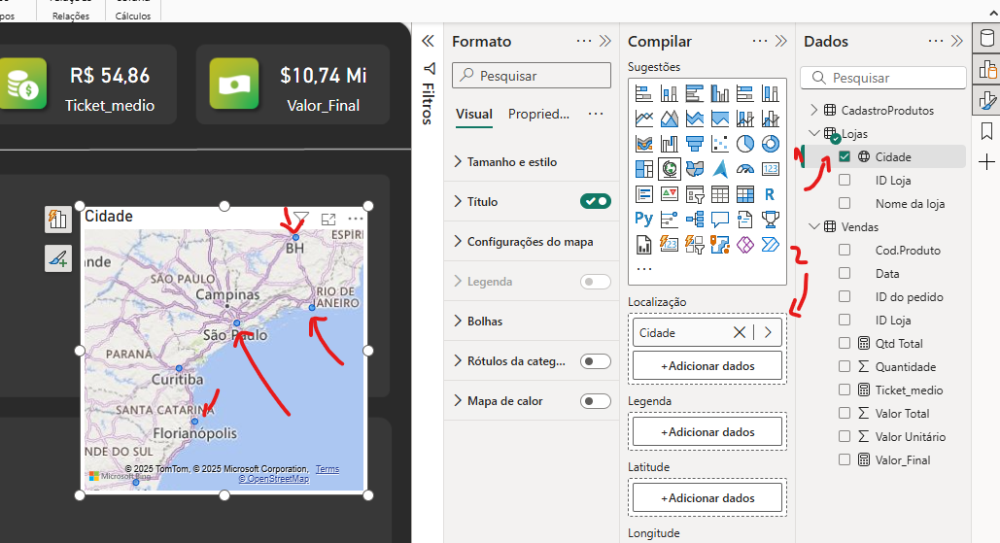 Relações
Cálculos
R$ 54,86
Ticket_medio
$10,74 Mi
Valor_Final
Cidade
BH
ESPIRI
SÃO PAULO
Campinas
RIO DE
JANEIRO
São Paulo
PARANÁ
Curitiba
SANTA CATARINA
Florianópolis
NDE DO SUL
© 2025 TomTom, © 2025 Microsoft Corporation, Terms
Microsoft Bing
© OpenStreetMap
Filtros
Formato
Pesquisar
Visual
Propried...
Tamanho e estilo
Título
Configurações do mapa
Legenda
Bolhas
Rótulos da categ...
Mapa de calor
Compilar
Sugestões
123
R
Py
123
...
Localização
Cidade
+Adicionar dados
Legenda
+Adicionar dados
Latitude
+Adicionar dados
Longitude
Dados
Pesquisar
CadastroProdutos
Lojas
Cidade
ID Loja
Nome da loja
Vendas
Cod.Produto
Data
ID do pedido
ID Loja
Qtd Total
Quantidade
Ticket_medio
Valor Total
Valor Unitário
Valor_Final